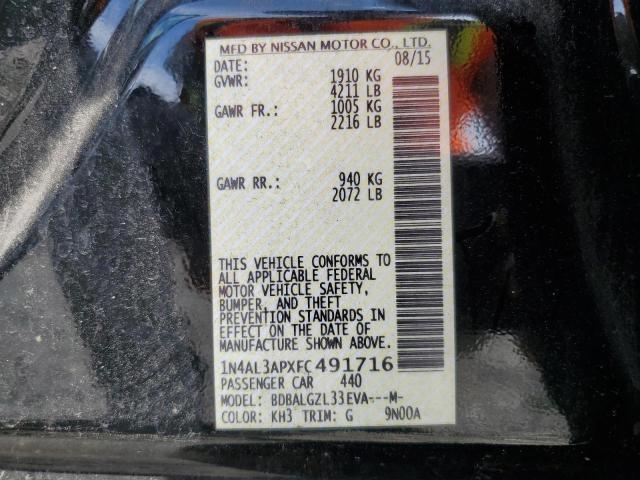 MFD BY NISSAN MOTOR CO., LTD.
DATE: 08/15
GVWR: 1910 KG
4211 LB
GAWR FR.: 1005 KG
2216 LB
GAWR RR.: 940 KG
2072 LB
THIS VEHICLE CONFORMS TO
ALL APPLICABLE FEDERAL
MOTOR VEHICLE SAFETY,
BUMPER, AND THEFT
PREVENTION STANDARDS IN
EFFECT ON THE DATE OF
MANUFACTURE SHOWN ABOVE.
1N4AL3APXFC491716
PASSENGER CAR 440
MODEL: BDBALGZL33EVA---M-
COLOR: KH3 TRIM: G 9N00A